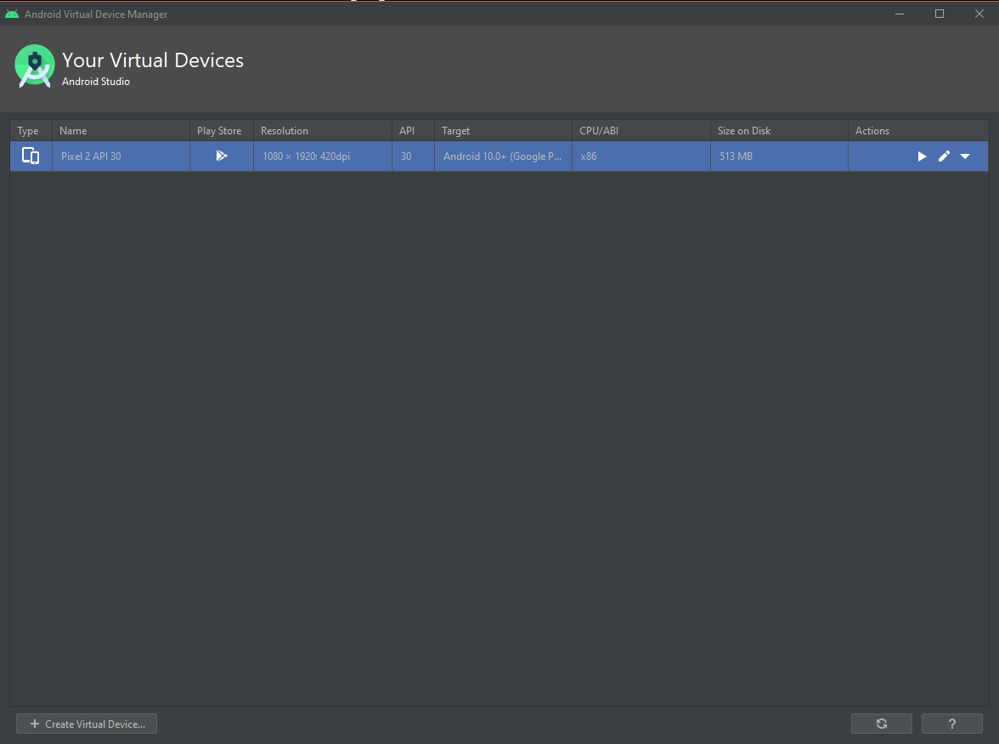 Android Virtual Device Manager
Your Virtual Devices
Android Studio
Type Name Play Store Resolution API Target CPU/ABI Size on Disk Actions
Pixel 2 API 30 1080 × 1920: 420dpi 30 Android 10.0+ (Google P... x86 513 MB
+ Create Virtual Device... ?